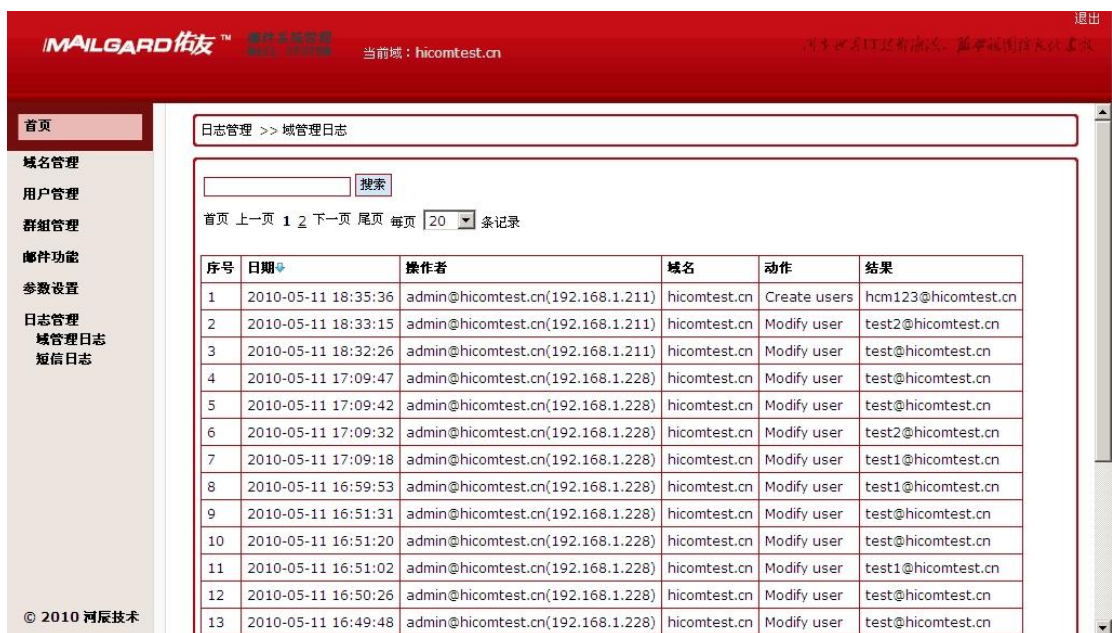 退出
MAILGARD佑友™
当前域：hicomtest.cn
首页
域名管理
用户管理
群组管理
邮件功能
参数设置
日志管理
域管理日志
短信日志
© 2010 河辰技术
日志管理 >> 域管理日志
搜索
首页 上一页 1 2 下一页 尾页 每页 20 条记录
序号 日期 操作者 域名 动作 结果
1 2010-05-11 18:35:36 admin@hicomtest.cn(192.168.1.211) hicomtest.cn Create users hcm123@hicomtest.cn
2 2010-05-11 18:33:15 admin@hicomtest.cn(192.168.1.211) hicomtest.cn Modify user test2@hicomtest.cn
3 2010-05-11 18:32:26 admin@hicomtest.cn(192.168.1.211) hicomtest.cn Modify user test@hicomtest.cn
4 2010-05-11 17:09:47 admin@hicomtest.cn(192.168.1.228) hicomtest.cn Modify user test@hicomtest.cn
5 2010-05-11 17:09:42 admin@hicomtest.cn(192.168.1.228) hicomtest.cn Modify user test@hicomtest.cn
6 2010-05-11 17:09:32 admin@hicomtest.cn(192.168.1.228) hicomtest.cn Modify user test2@hicomtest.cn
7 2010-05-11 17:09:18 admin@hicomtest.cn(192.168.1.228) hicomtest.cn Modify user test1@hicomtest.cn
8 2010-05-11 16:59:53 admin@hicomtest.cn(192.168.1.228) hicomtest.cn Modify user test1@hicomtest.cn
9 2010-05-11 16:51:31 admin@hicomtest.cn(192.168.1.228) hicomtest.cn Modify user test@hicomtest.cn
10 2010-05-11 16:51:20 admin@hicomtest.cn(192.168.1.228) hicomtest.cn Modify user test@hicomtest.cn
11 2010-05-11 16:51:02 admin@hicomtest.cn(192.168.1.228) hicomtest.cn Modify user test1@hicomtest.cn
12 2010-05-11 16:50:26 admin@hicomtest.cn(192.168.1.228) hicomtest.cn Modify user test@hicomtest.cn
13 2010-05-11 16:49:48 admin@hicomtest.cn(192.168.1.228) hicomtest.cn Modify user test@hicomtest.cn